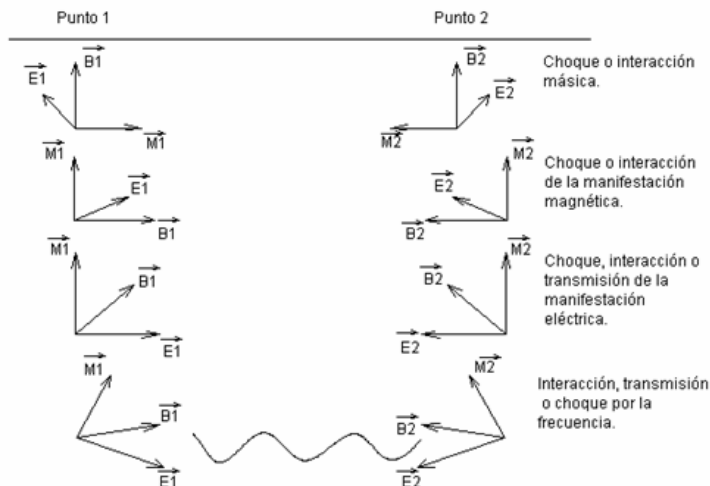 Punto 1 Punto 2
E1 B1 M1
M2 B2 E2
Choque o interacción
másica.
M1 E1 B1
B2 E2 M2
Choque o interacción
de la manifestación
magnética.
M1 B1 E1
E2 B2 M2
Choque, interacción o
transmisión de la
manifestación
eléctrica.
M1 B1 E1
B2 E2 M2
Interacción, transmisión
o choque por la
frecuencia.